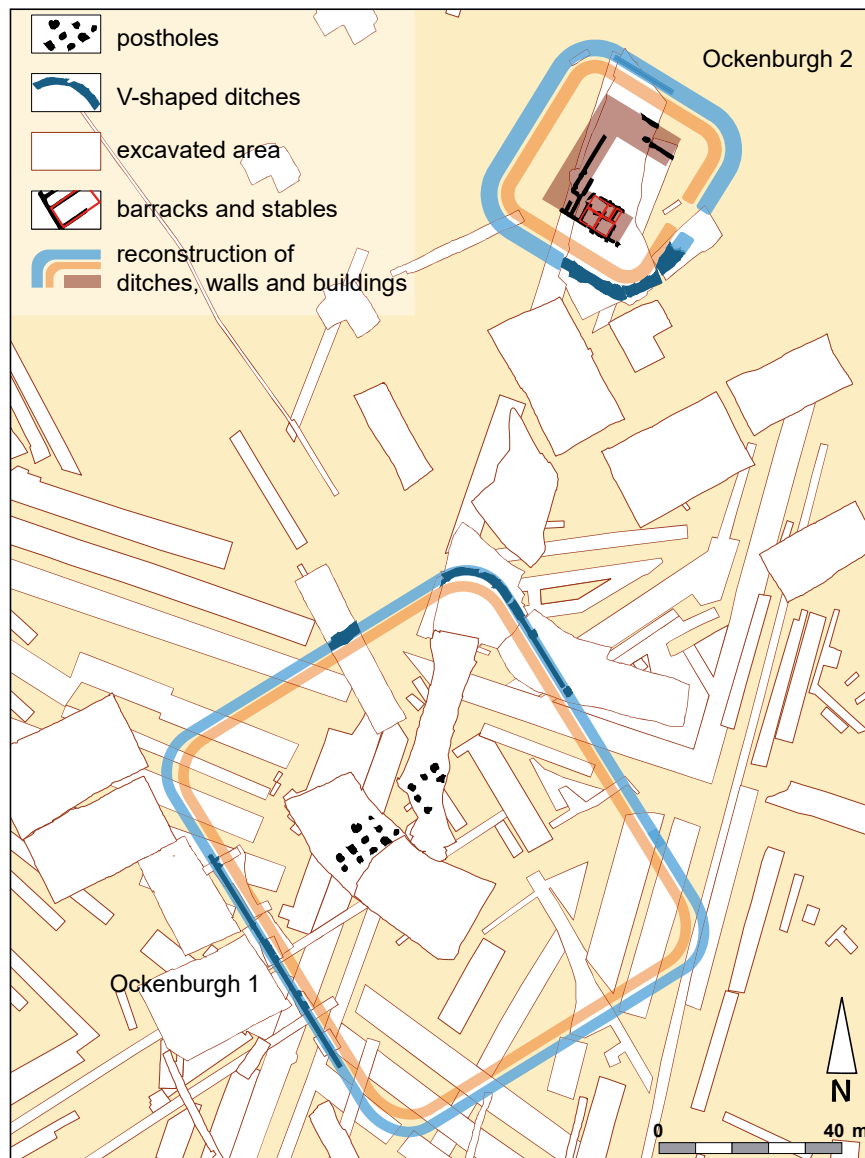 postholes
V-shaped ditches
excavated area
barracks and stables
reconstruction of
ditches, walls and buildings
Ockenburgh 2
Ockenburgh 1
N
0 40 m